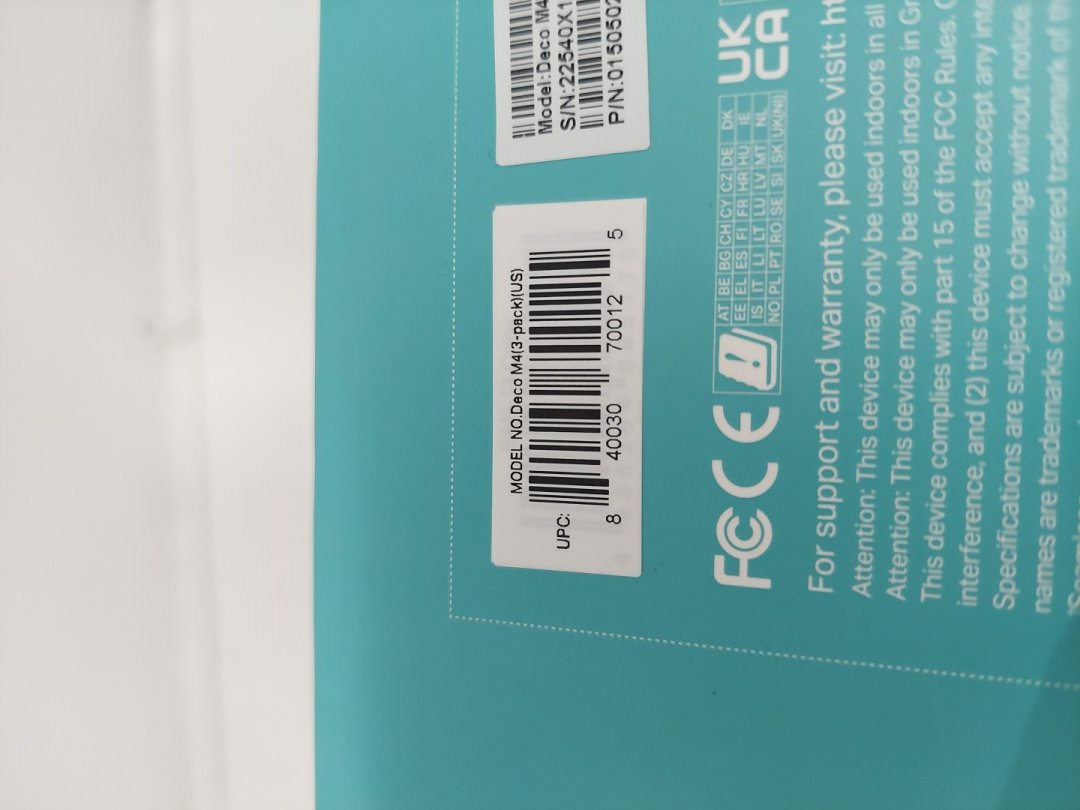 Model:Deco M4
S/N:22540X1
P/N:0150502
MODEL NO.Deco M4(3-pack)(US)
UPC:
8 40030 70012 5
FC CE
UK
CA
AT BE BG CH CY CZ DE DK
EE EL ES FI FR HR HU IE
IS IT LI LT LU LV MT NL
NO PL PT RO SE SI SK UK(NI)
For support and warranty, please visit: ht
Attention: This device may only be used indoors in all
Attention: This device may only be used indoors in Gr
This device complies with part 15 of the FCC Rules.
interference, and (2) this device must accept any inte
Specifications are subject to change without notice.
names are trademarks or registered trademark of the